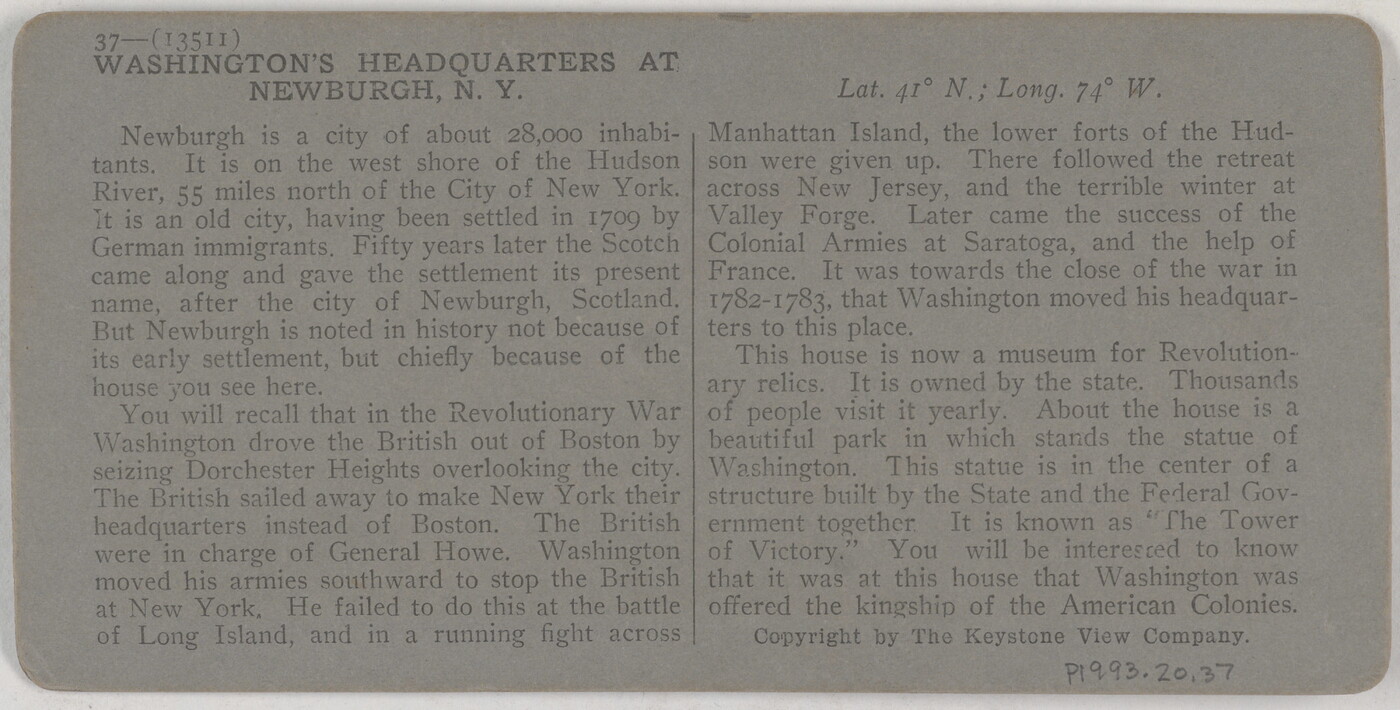 37—(13511)
WASHINGTON'S HEADQUARTERS AT
NEWBURGH, N. Y.
Newburgh is a city of about 28,000 inhabi-
tants. It is on the west shore of the Hudson
River, 55 miles north of the City of New York.
It is an old city, having been settled in 1709 by
German immigrants. Fifty years later the Scotch
came along and gave the settlement its present
name, after the city of Newburgh, Scotland.
But Newburgh is noted in history not because of
its early settlement, but chiefly because of the
house you see here.
You will recall that in the Revolutionary War
Washington drove the British out of Boston by
seizing Dorchester Heights overlooking the city.
The British sailed away to make New York their
headquarters instead of Boston. The British
were in charge of General Howe. Washington
moved his armies southward to stop the British
at New York. He failed to do this at the battle
of Long Island, and in a running fight across
Lat. 41° N.; Long. 74° W.
Manhattan Island, the lower forts of the Hud-
son were given up. There followed the retreat
across New Jersey, and the terrible winter at
Valley Forge. Later came the success of the
Colonial Armies at Saratoga, and the help of
France. It was towards the close of the war in
1782-1783, that Washington moved his headquar-
ters to this place.
This house is now a museum for Revolution-
ary relics. It is owned by the state. Thousands
of people visit it yearly. About the house is a
beautiful park in which stands the statue of
Washington. This statue is in the center of a
structure built by the State and the Federal Gov-
ernment together It is known as "The Tower
of Victory." You will be interested to know
that it was at this house that Washington was
offered the kingship of the American Colonies.
Copyright by The Keystone View Company.
P1993.20.37